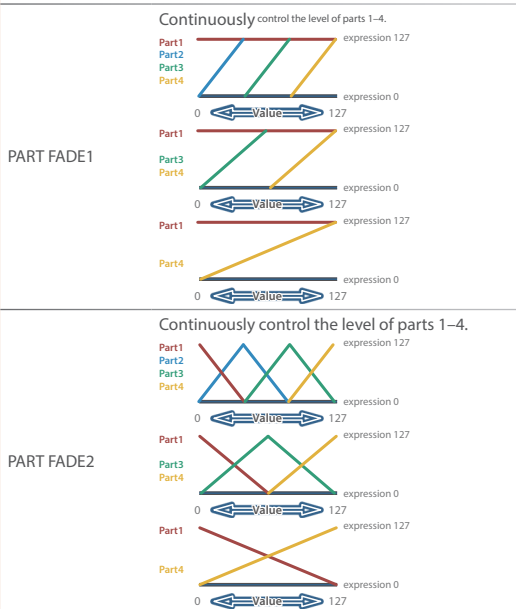 Continuously control the level of parts 1–4.
Part1
Part2
Part3
Part4
expression 127
expression 0
0 Value 127
PART FADE1
Part1
Part3
Part4
expression 127
expression 0
0 Value 127
Part1
Part4
expression 127
expression 0
0 Value 127
Continuously control the level of parts 1–4.
Part1
Part2
Part3
Part4
expression 127
expression 0
0 Value 127
PART FADE2
Part1
Part3
Part4
expression 127
expression 0
0 Value 127
Part1
Part4
expression 127
expression 0
0 Value 127